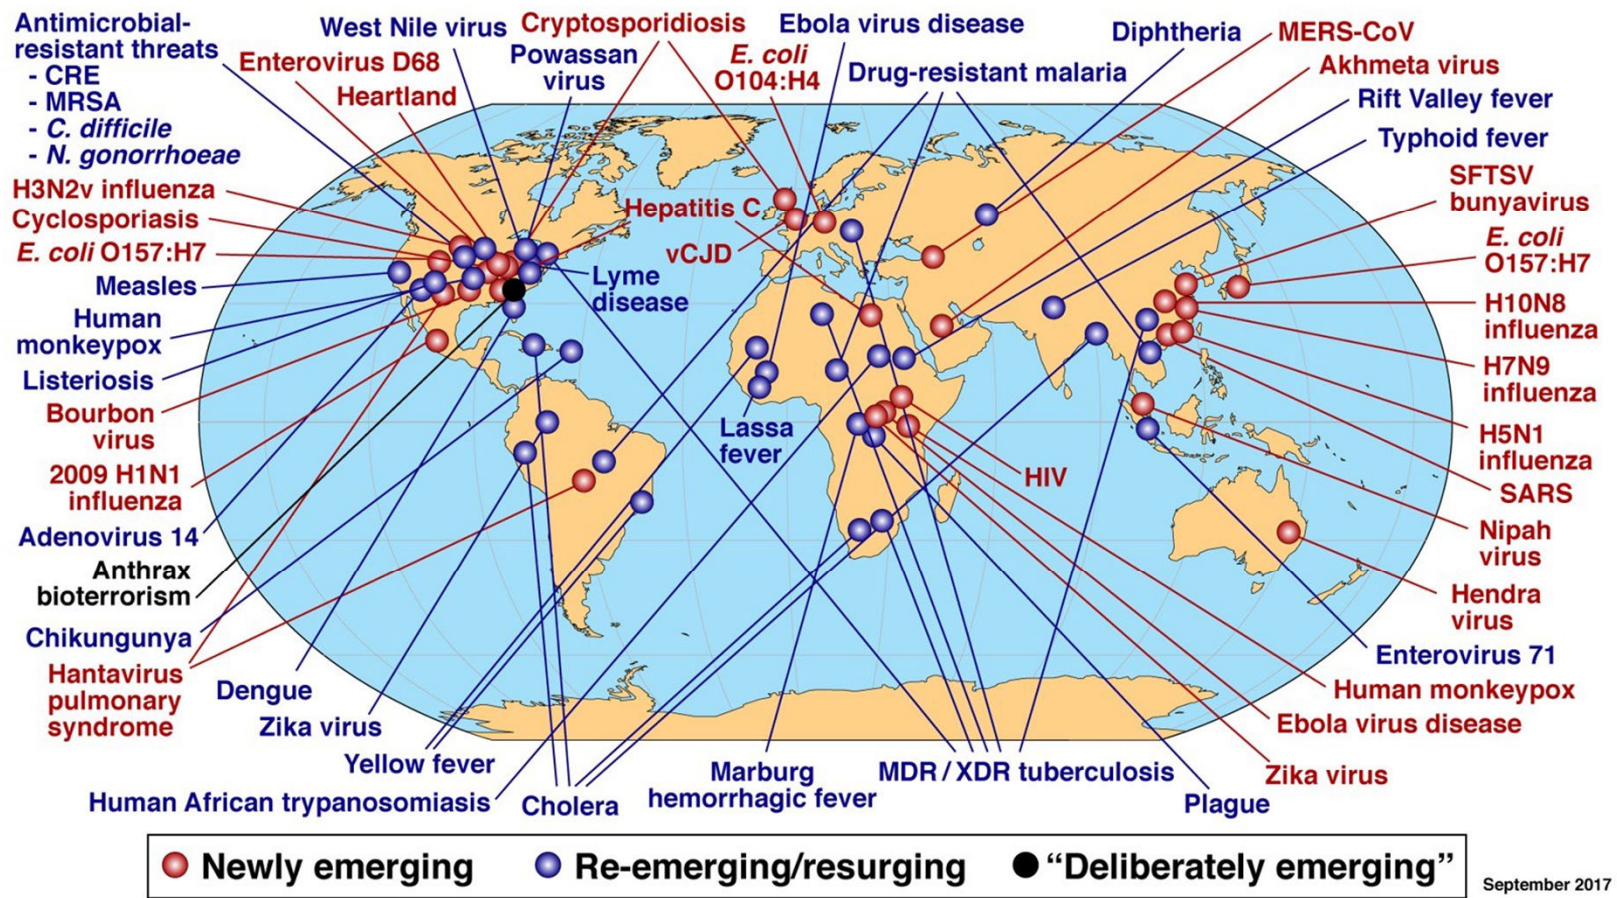 Antimicrobial-
resistant threats
- CRE
- MRSA
- C. difficile
- N. gonorrhoeae
West Nile virus
Enterovirus D68
Heartland
Cryptosporidiosis
Powassan
virus
E. coli
O104:H4
Ebola virus disease
Drug-resistant malaria
Diphtheria
MERS-CoV
Akhmeta virus
Rift Valley fever
Typhoid fever
SFTSV
bunyavirus
E. coli
O157:H7
H10N8
influenza
H7N9
influenza
H5N1
influenza
SARS
Nipah
virus
Hendra
virus
Enterovirus 71
Human monkeypox
Ebola virus disease
Zika virus
Plague
H3N2v influenza
Cyclosporiasis
E. coli O157:H7
Measles
Human
monkeypox
Listeriosis
Bourbon
virus
2009 H1N1
influenza
Adenovirus 14
Anthrax
bioterrorism
Chikungunya
Hantavirus
pulmonary
syndrome
Dengue
Zika virus
Yellow fever
Human African trypanosomiasis
Cholera
Marburg
hemorrhagic fever
MDR / XDR tuberculosis
Hepatitis C
vCJD
Lyme
disease
Lassa
fever
HIV
Newly emerging
Re-emerging/resurging
“Deliberately emerging”
September 2017